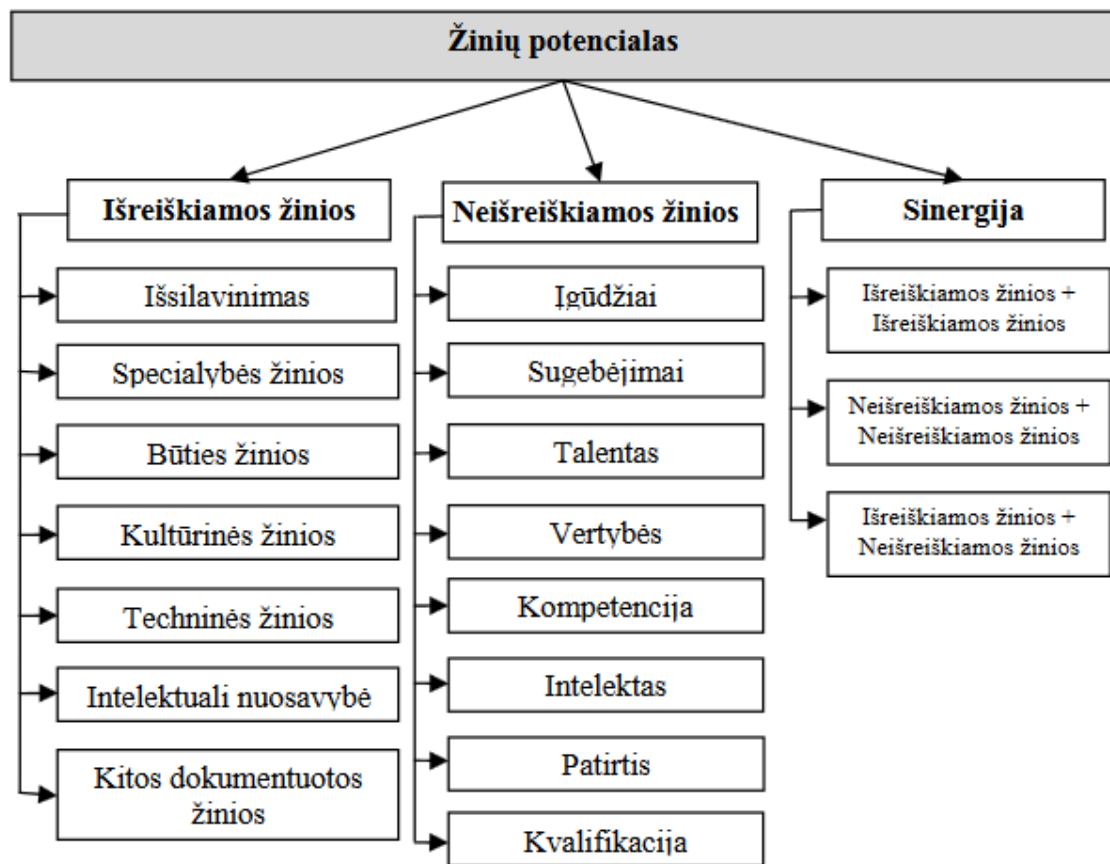 Žinių potencialas
Išreiškiamos žinios
Išsilavinimas
Specialybės žinios
Būties žinios
Kultūrinės žinios
Techninės žinios
Intelektuali nuosavybė
Kitos dokumentuotos
žinios
Neišreiškiamos žinios
Įgūdžiai
Sugebėjimai
Talentas
Vertybės
Kompetencija
Intelektas
Patirtis
Kvalifikacija
Sinergija
Išreiškiamos žinios +
Išreiškiamos žinios
Neišreiškiamos žinios +
Neišreiškiamos žinios
Išreiškiamos žinios +
Neišreiškiamos žinios